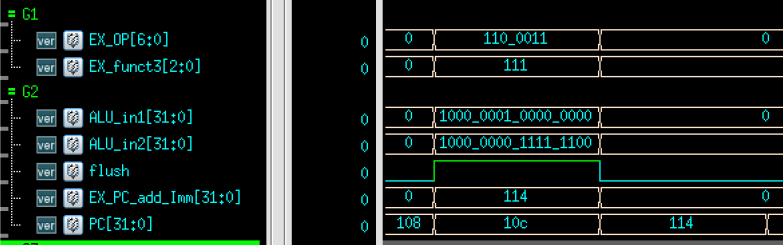 G1
ver EX_OP[6:0] 0 0 110_0011 0
ver EX_funct3[2:0] 0 0 111
G2
ver ALU_in1[31:0] 0 0 1000_0001_0000_0000 0
ver ALU_in2[31:0] 0 0 1000_0000_1111_1100
ver flush 0
ver EX_PC_add_Imm[31:0] 0 0 114 0
ver PC[31:0] 0 108 10c 114